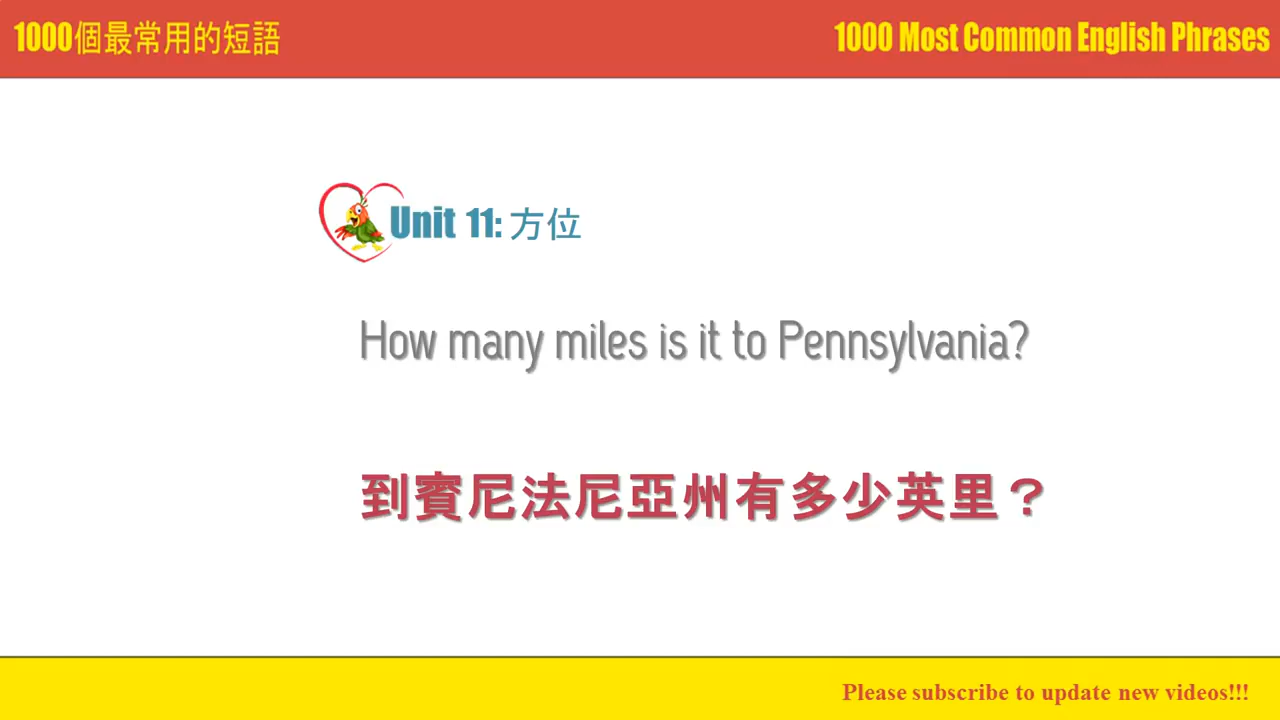 1000個最常用的短語
1000 Most Common English Phrases
Unit 11: 方位
How many miles is it to Pennsylvania?
到賓尼法尼亞州有多少英里？
Please subscribe to update new videos!!!